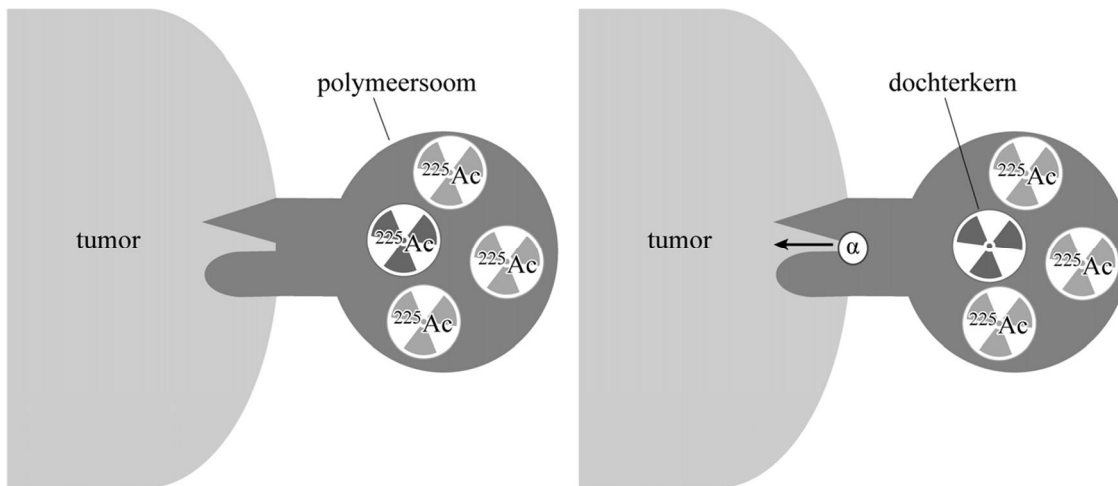 polymeersoom
²²⁵Ac
tumor
²²⁵Ac
²²⁵Ac
²²⁵Ac
dochterkern
²²⁵Ac
tumor
α
²²⁵Ac
²²⁵Ac